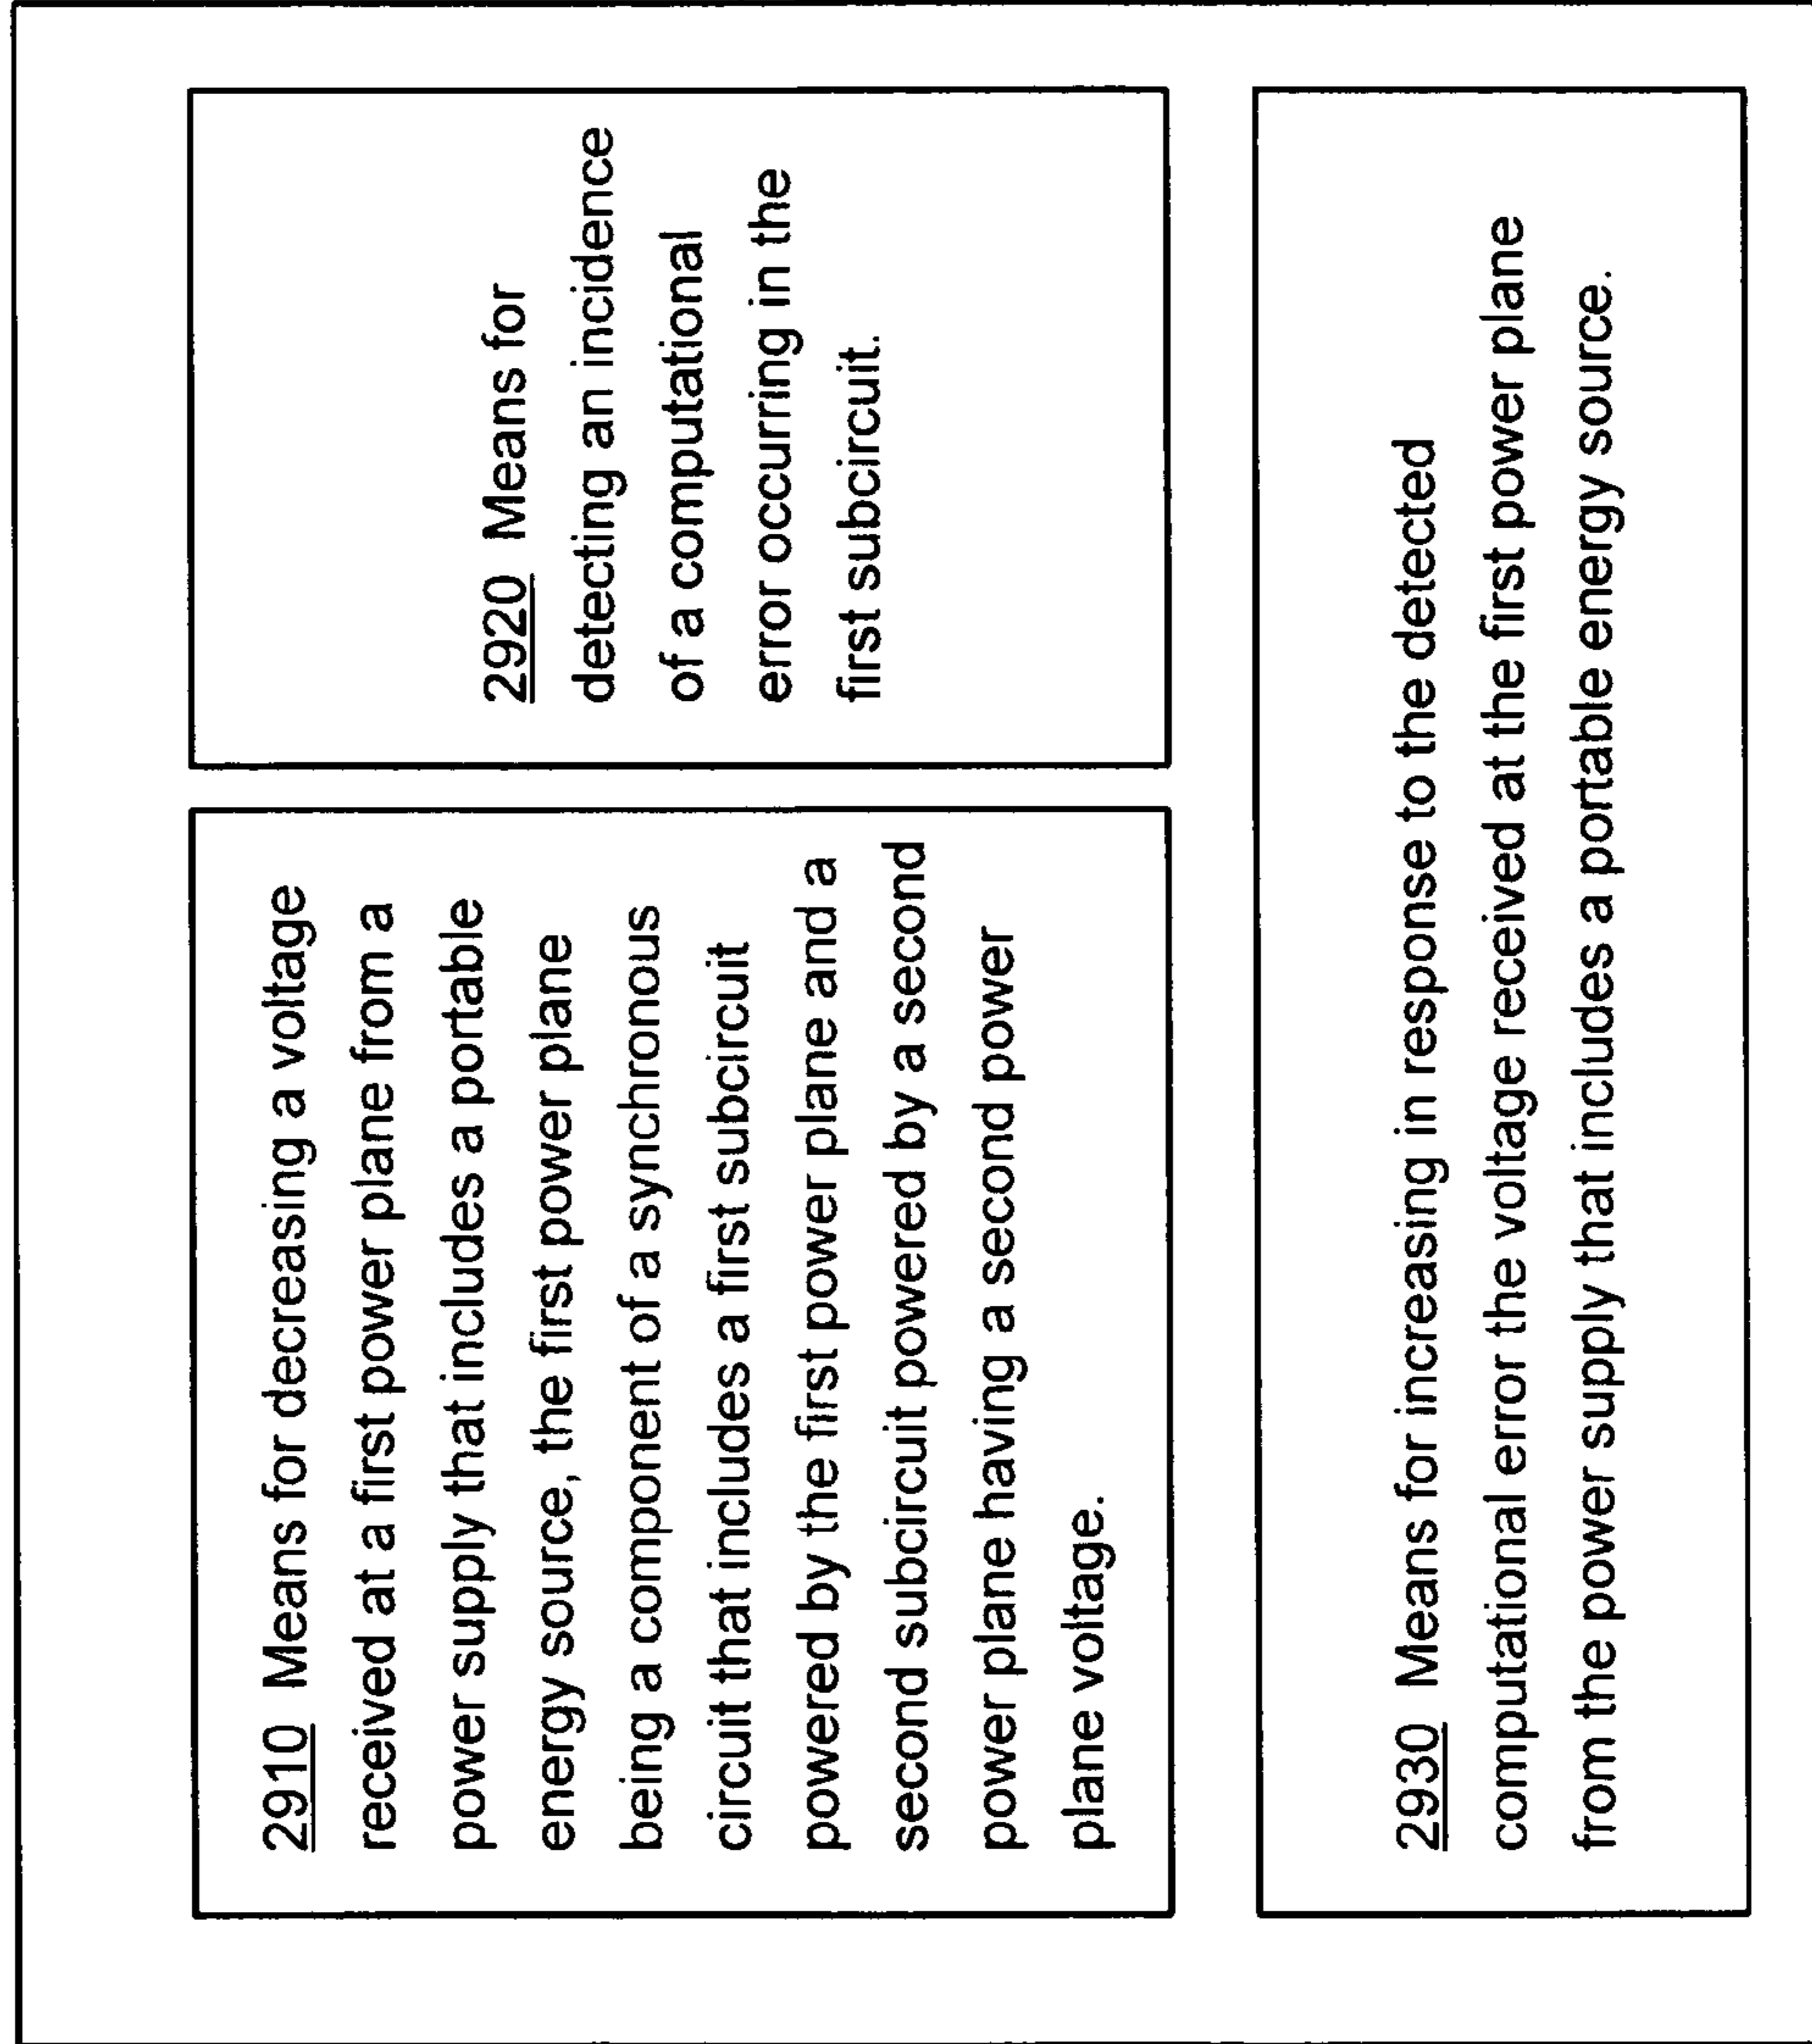 2910 Means for decreasing a voltage
received at a first power plane from a
power supply that includes a portable
energy source, the first power plane
being a component of a synchronous
circuit that includes a first subcircuit
powered by the first power plane and a
second subcircuit powered by a second
power plane having a second power
plane voltage.
2920 Means for
detecting an incidence
of a computational
error occurring in the
first subcircuit.
2930 Means for increasing in response to the detected
computational error the voltage received at the first power plane
from the power supply that includes a portable energy source.